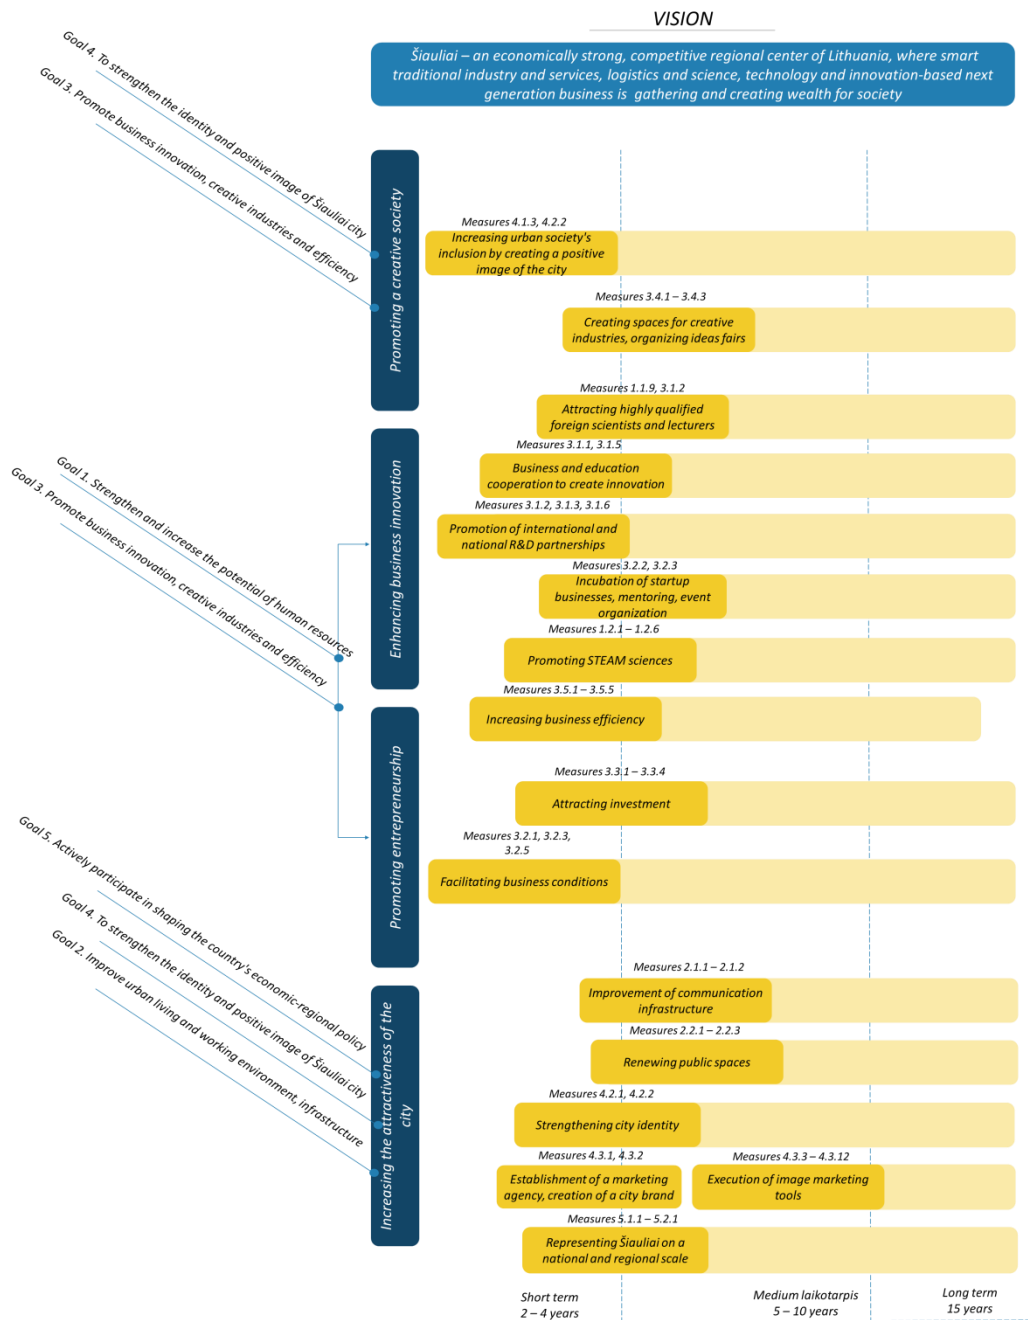 VISION
Šiauliai – an economically strong, competitive regional center of Lithuania, where smart
traditional industry and services, logistics and science, technology and innovation-based next
generation business is gathering and creating wealth for society
Goal 4. To strengthen the identity and positive image of Šiauliai city
Goal 3. Promote business innovation, creative industries and efficiency
Promoting a creative society
Measures 4.1.3, 4.2.2
Increasing urban society's
inclusion by creating a positive
image of the city
Measures 3.4.1 – 3.4.3
Creating spaces for creative
industries, organizing ideas fairs
Measures 1.1.9, 3.1.2
Attracting highly qualified
foreign scientists and lecturers
Goal 1. Strengthen and increase the potential of human resources
Goal 3. Promote business innovation, creative industries and efficiency
Enhancing business innovation
Measures 3.1.1, 3.1.5
Business and education
cooperation to create innovation
Measures 3.1.2, 3.1.3, 3.1.6
Promotion of international and
national R&D partnerships
Measures 3.2.2, 3.2.3
Incubation of startup
businesses, mentoring, event
organization
Measures 1.2.1 – 1.2.6
Promoting STEAM sciences
Measures 3.5.1 – 3.5.5
Increasing business efficiency
Promoting entrepreneurship
Measures 3.3.1 – 3.3.4
Attracting investment
Measures 3.2.1, 3.2.3,
3.2.5
Facilitating business conditions
Goal 5. Actively participate in shaping the country's economic-regional policy
Goal 4. To strengthen the identity and positive image of Šiauliai city
Goal 2. Improve urban living and working environment, infrastructure
Increasing the attractiveness of the
city
Measures 2.1.1 – 2.1.2
Improvement of communication
infrastructure
Measures 2.2.1 – 2.2.3
Renewing public spaces
Measures 4.2.1, 4.2.2
Strengthening city identity
Measures 4.3.1, 4.3.2
Establishment of a marketing
agency, creation of a city brand
Measures 4.3.3 – 4.3.12
Execution of image marketing
tools
Measures 5.1.1 – 5.2.1
Representing Šiauliai on a
national and regional scale
Short term
2 – 4 years
Medium laikotarpis
5 – 10 years
Long term
15 years